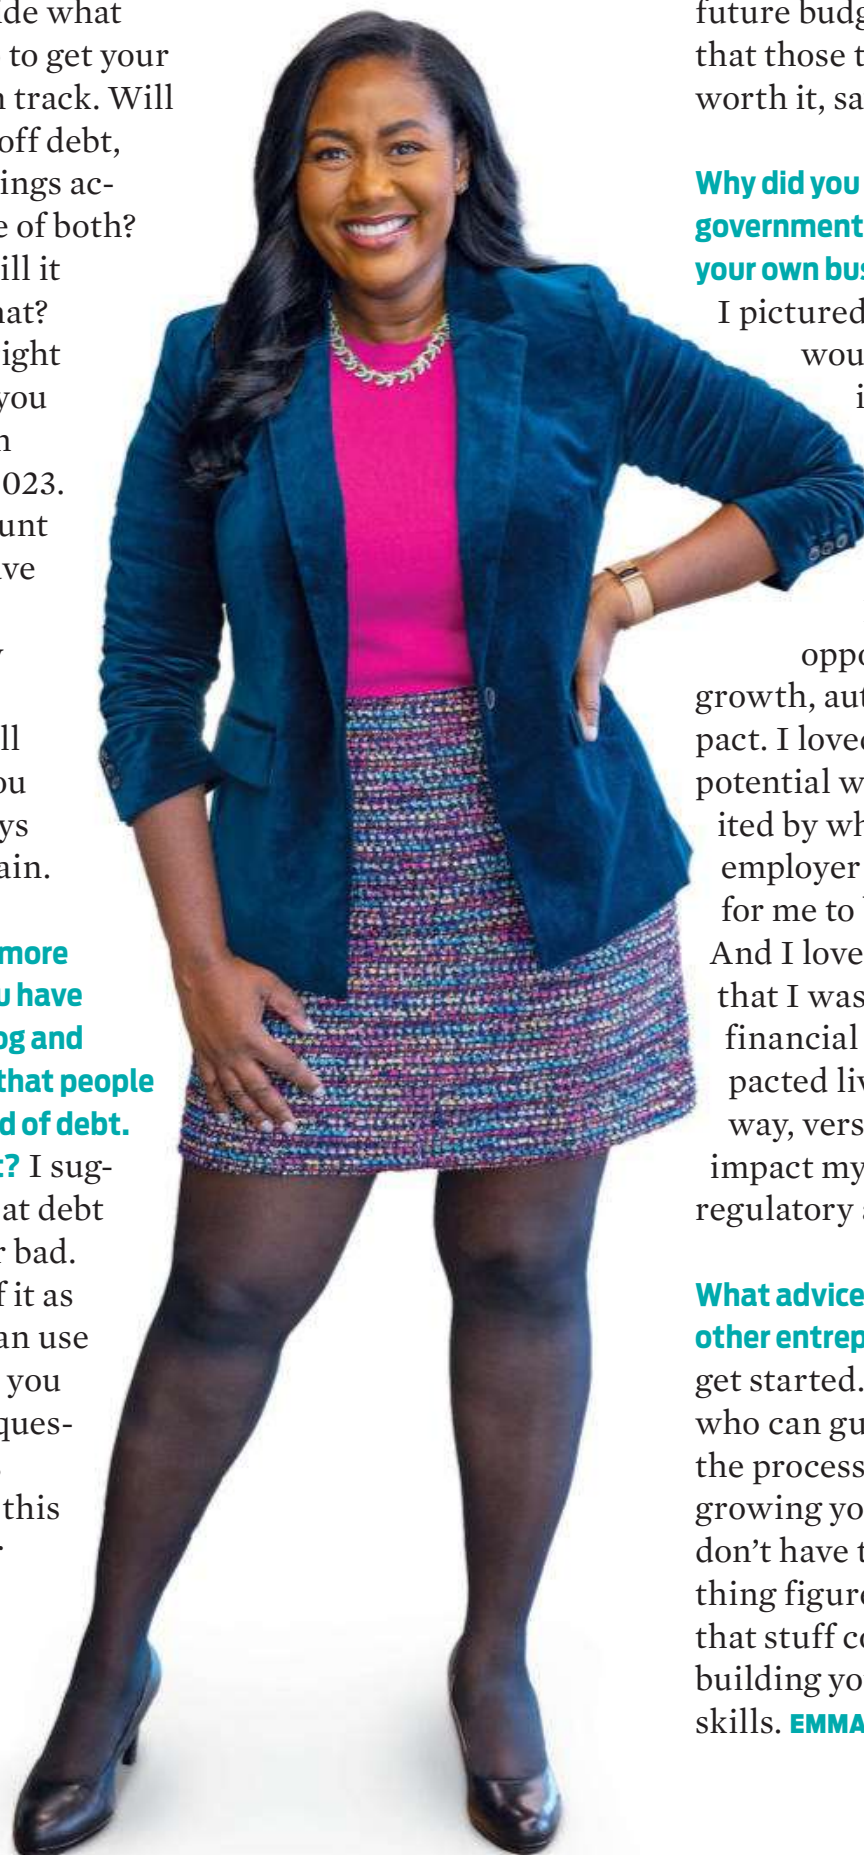 ide what
to get your
n track. Will
off debt,
ings ac-
e of both?
ill it
hat?
ight
you
n
023.
unt
ive
y
ll
ou
ys
ain.
more
u have
og and
that people
d of debt.
t? I sug-
at debt
r bad.
f it as
an use
you
ques-
this
future budg
that those t
worth it, sa
Why did you
government
your own bus
I pictured
wou
i
oppo
growth, aut
pact. I loved
potential w
ited by wh
employer
for me to
And I love
that I was
financial
pacted liv
way, vers
impact my
regulatory a
What advice
other entrep
get started.
who can gu
the process
growing yo
don't have t
thing figure
that stuff co
building yo
skills. EMMA